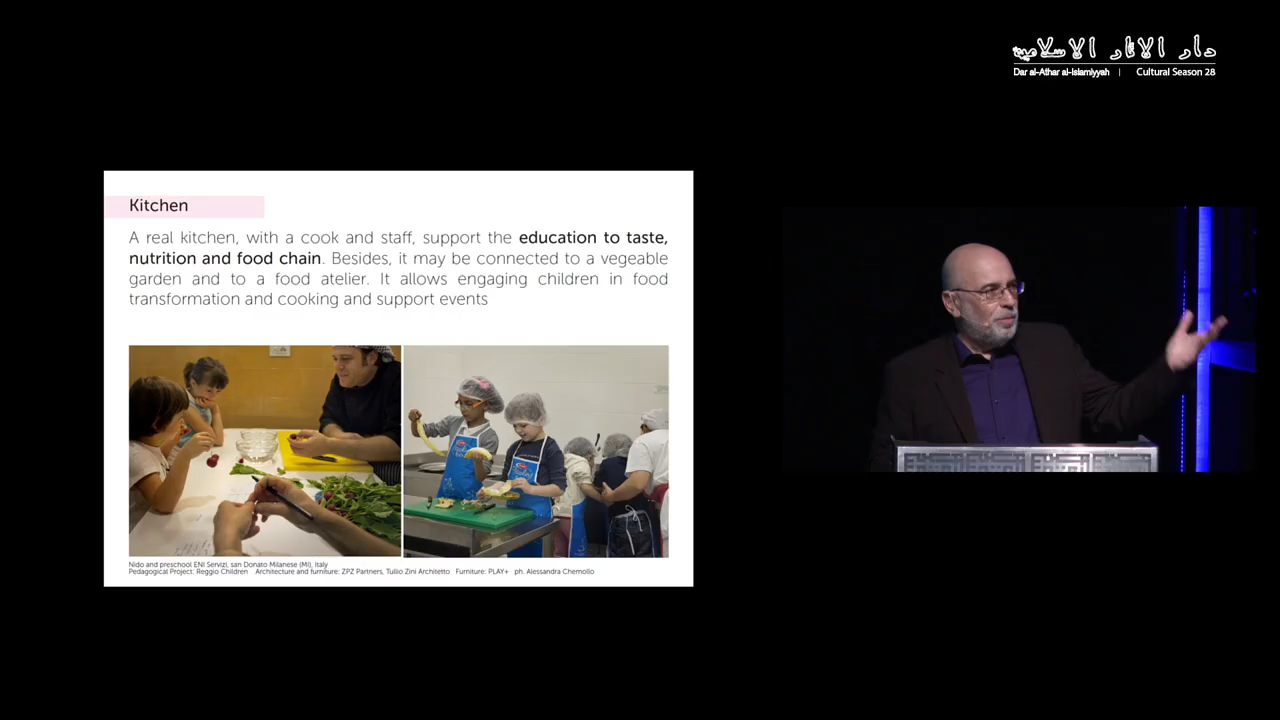 دار الآثار الإسلامية
Dar al-Athar al-Islamiyyah | Cultural Season 28
Kitchen
A real kitchen, with a cook and staff, support the education to taste,
nutrition and food chain. Besides, it may be connected to a vegeable
garden and to a food atelier. It allows engaging children in food
transformation and cooking and support events
Nido and preschool ENI Servizi, san Donato Milanese (MI), Italy
Pedagogical Project: Reggio Children Architecture and furniture: ZPZ Partners, Tullio Zini Architetto Furniture: PLAY+ ph. Alessandra Chemollo